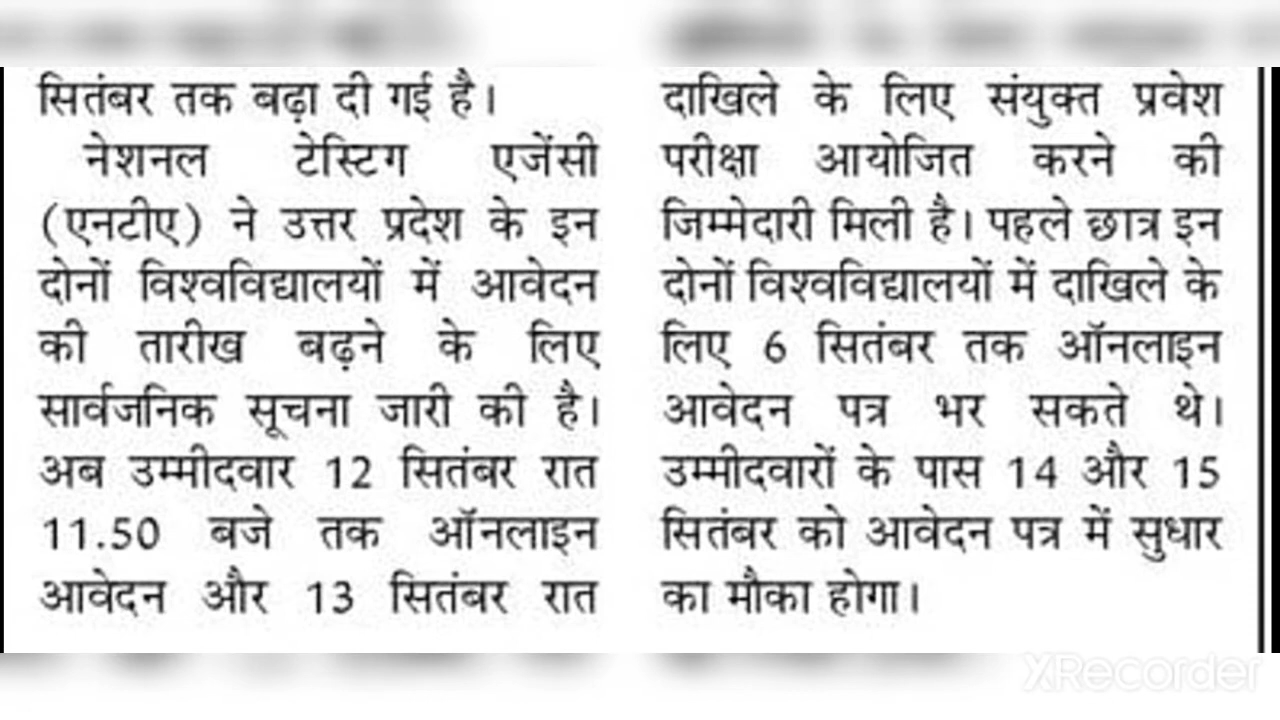 सितंबर तक बढ़ा दी गई है।
नेशनल टेस्टिग एजेंसी
(एनटीए) ने उत्तर प्रदेश के इन
दोनों विश्वविद्यालयों में आवेदन
की तारीख बढ़ने के लिए
सार्वजनिक सूचना जारी की है।
अब उम्मीदवार 12 सितंबर रात
11.50 बजे तक ऑनलाइन
आवेदन और 13 सितंबर रात
दाखिले के लिए संयुक्त प्रवेश
परीक्षा आयोजित करने की
जिम्मेदारी मिली है। पहले छात्र इन
दोनों विश्वविद्यालयों में दाखिले के
लिए 6 सितंबर तक ऑनलाइन
आवेदन पत्र भर सकते थे।
उम्मीदवारों के पास 14 और 15
सितंबर को आवेदन पत्र में सुधार
का मौका होगा।
XRecorder